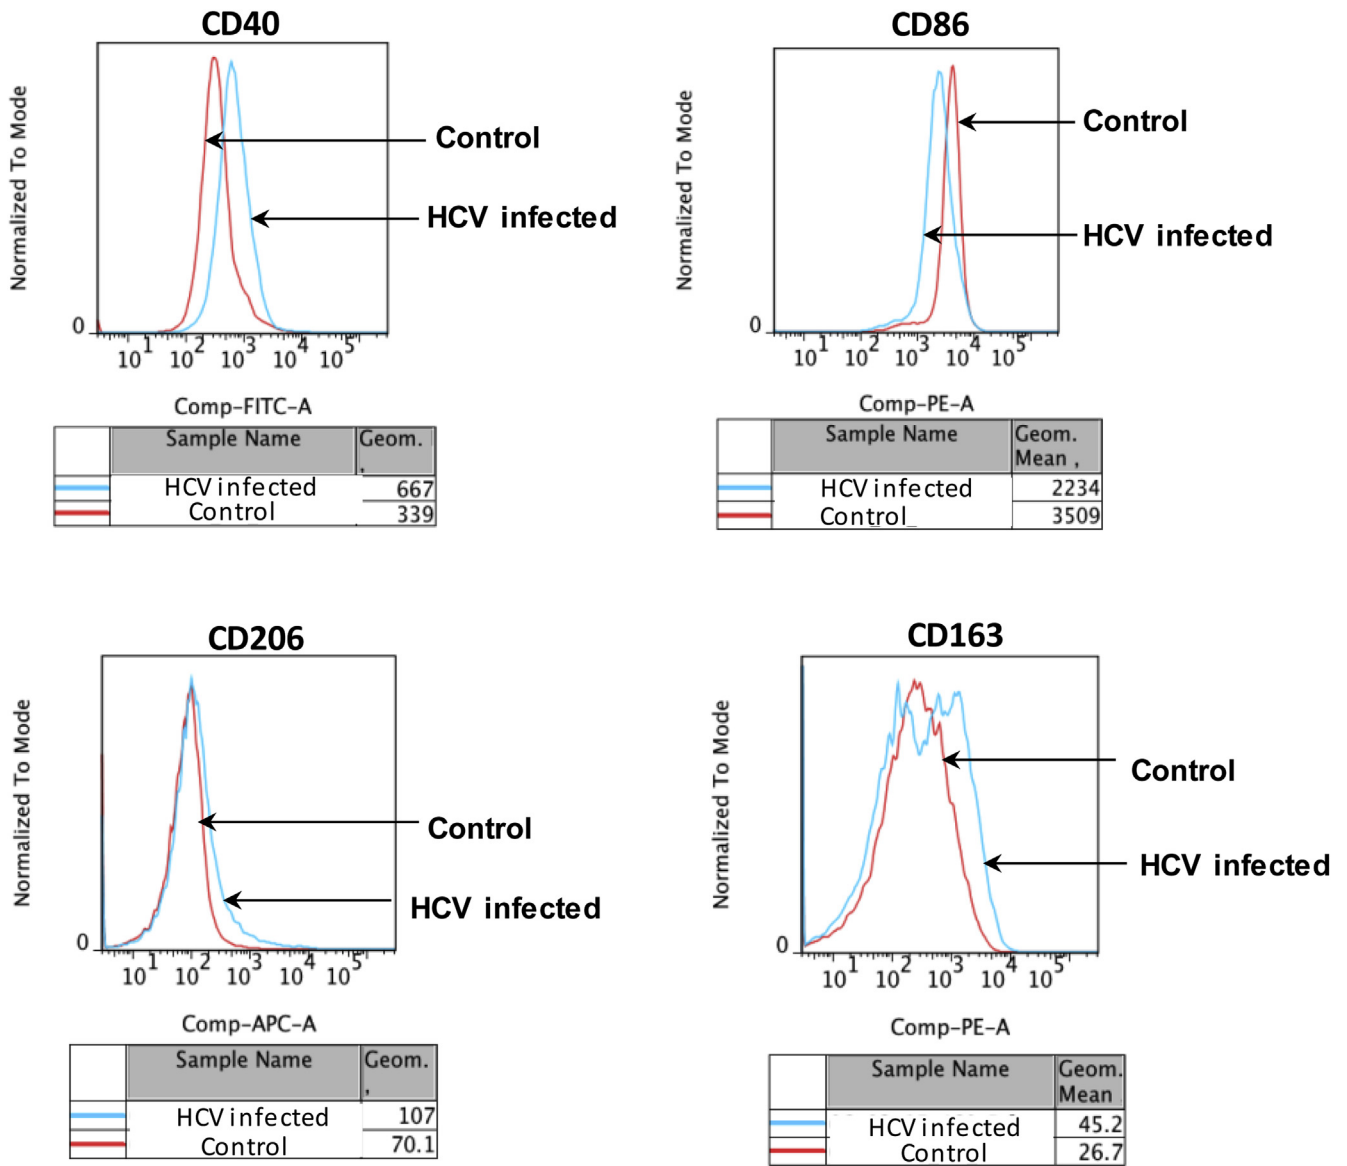 CD40
Normalized To Mode
Control
HCV infected
0
10^1 10^2 10^3 10^4 10^5
Comp-FITC-A
Sample Name Geom.
,
HCV infected 667
Control 339
CD86
Normalized To Mode
Control
HCV infected
0
10^1 10^2 10^3 10^4 10^5
Comp-PE-A
Sample Name Geom.
Mean ,
HCV infected 2234
Control_ 3509
CD206
Normalized To Mode
Control
HCV infected
0
10^1 10^2 10^3 10^4 10^5
Comp-APC-A
Sample Name Geom.
,
HCV infected 107
Control 70.1
CD163
Normalized To Mode
Control
HCV infected
0
10^1 10^2 10^3 10^4 10^5
Comp-PE-A
Sample Name Geom.
Mean
HCV infected 45.2
Control 26.7